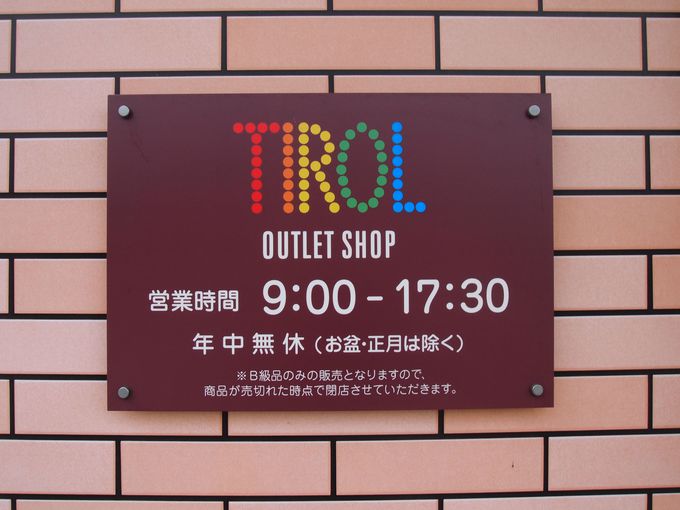 TIROL
OUTLET SHOP
営業時間 9:00 - 17:30
年中無休（お盆・正月は除く）
※Ｂ級品のみの販売となりますので、
商品が売切れた時点で閉店させていただきます。